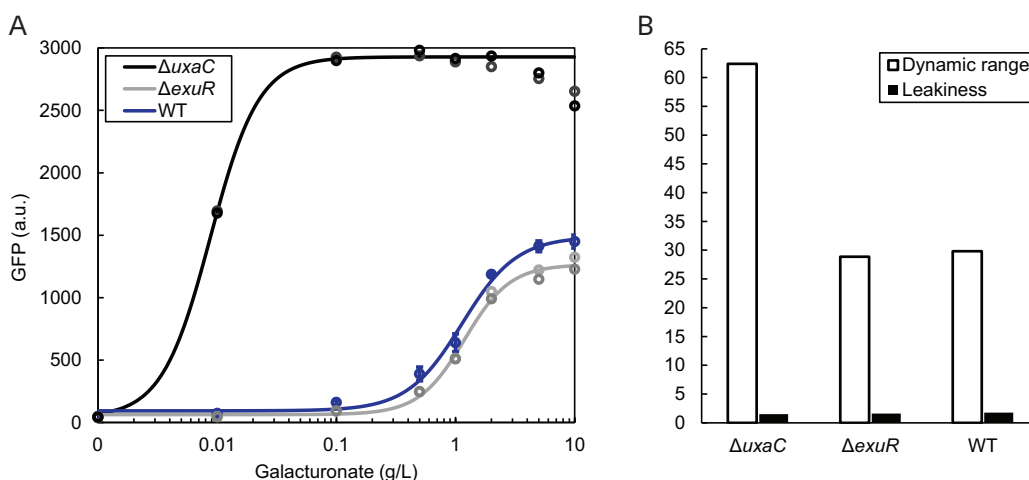 A
3000
2500
2000
1500
1000
500
0
GFP (a.u.)
ΔuxaC
ΔexuR
WT
0
0.01
0.1
1
10
Galacturonate (g/L)
B
65
60
55
50
45
40
35
30
25
20
15
10
5
0
Dynamic range
Leakiness
ΔuxaC
ΔexuR
WT